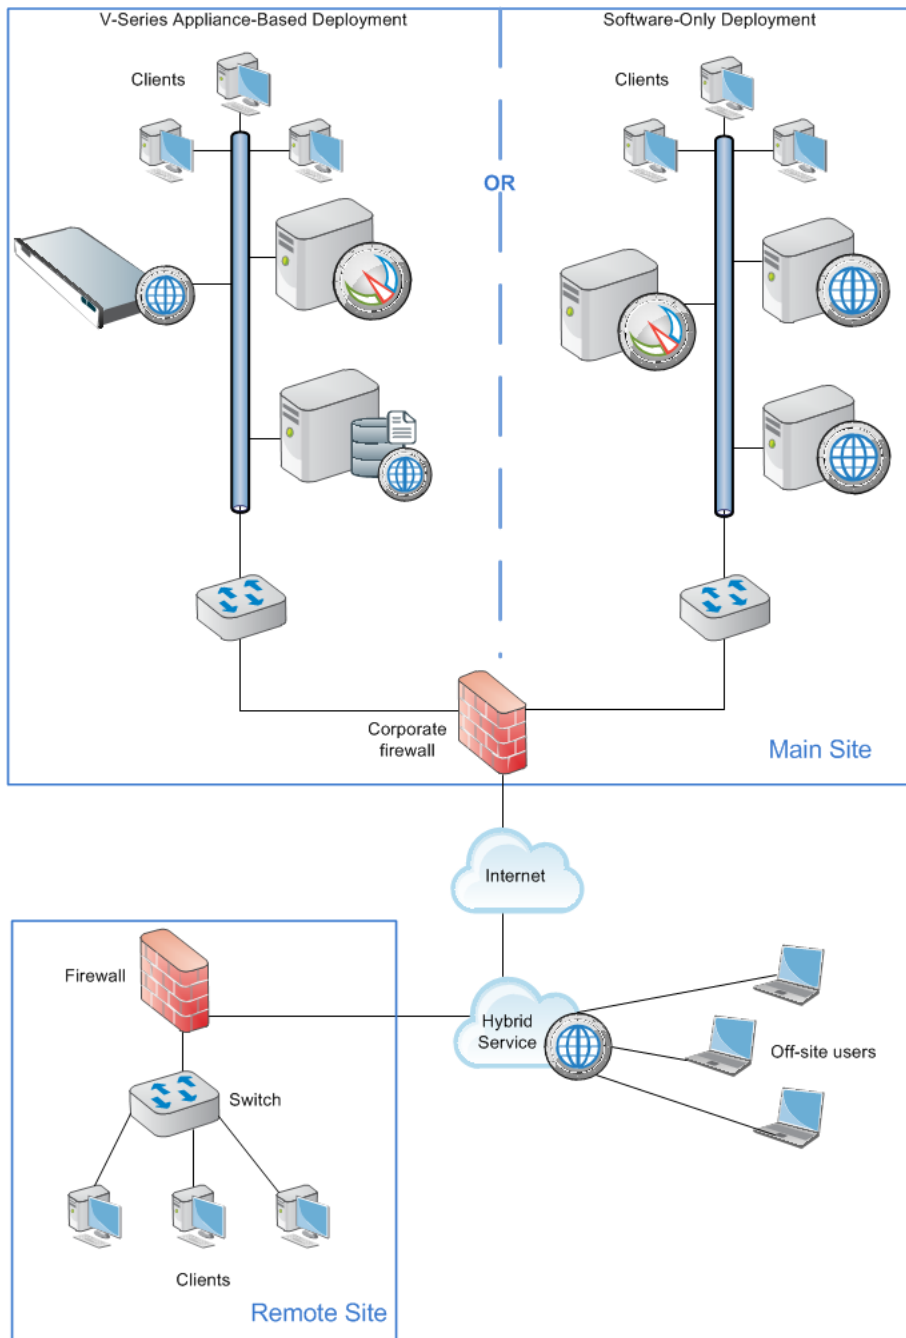 V-Series Appliance-Based Deployment
Software-Only Deployment
Clients
Clients
OR
Corporate
firewall
Main Site
Internet
Firewall
Hybrid
Service
Off-site users
Switch
Clients
Remote Site